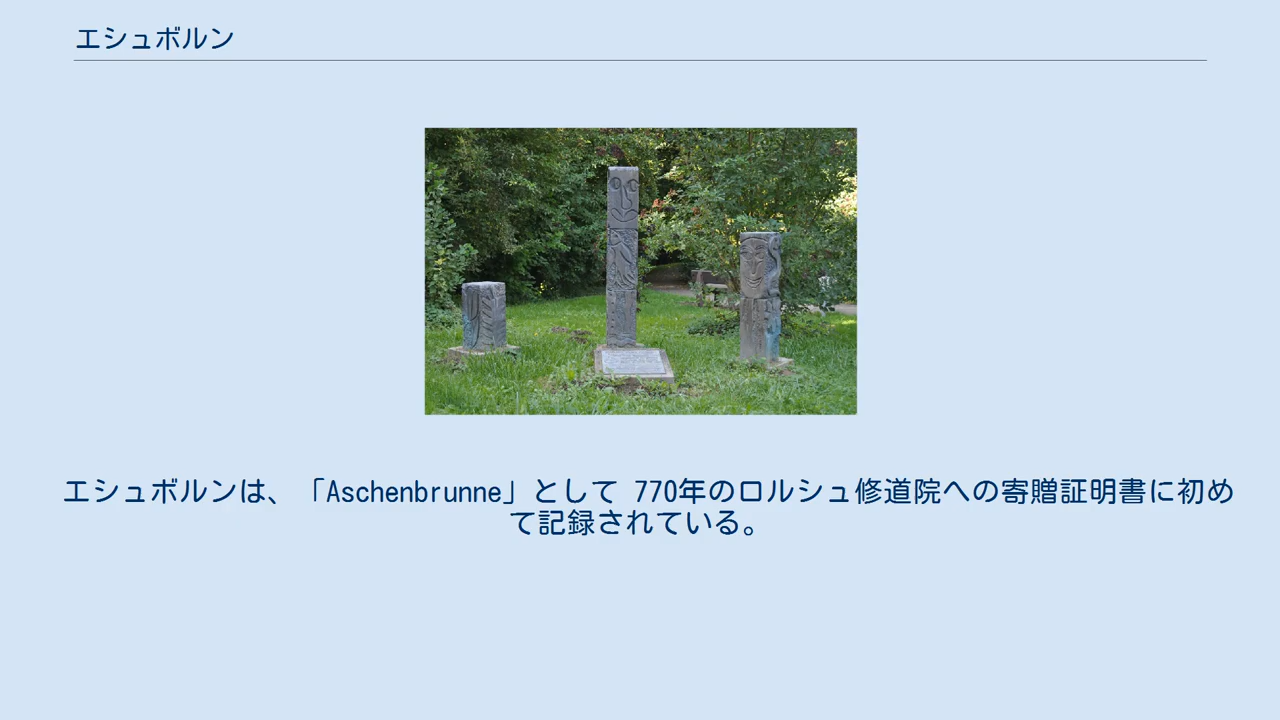 エシュボルン
エシュボルンは、「Aschenbrunne」として 770年のロルシュ修道院への寄贈証明書に初め
て記録されている。